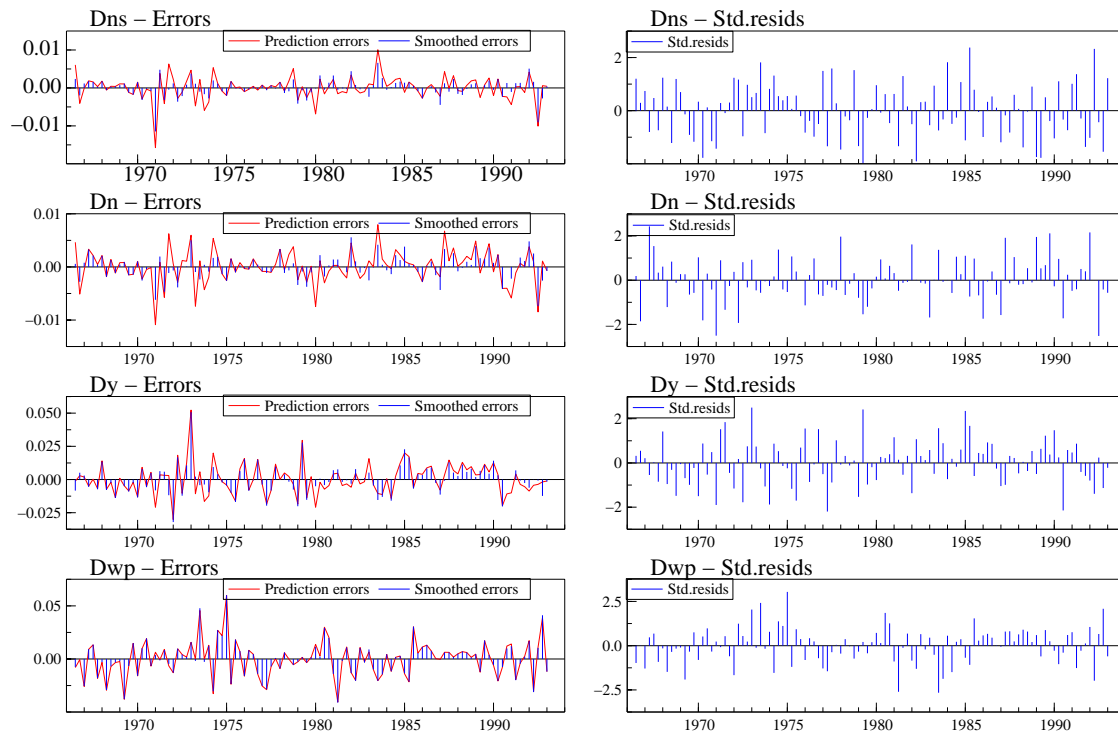 Dns – Errors
Prediction errors Smoothed errors
0.01
0.00
−0.01
1970 1975 1980 1985 1990
Dns – Std.resids
Std.resids
2
0
1970 1975 1980 1985 1990
Dn – Errors
Prediction errors Smoothed errors
0.01
0.00
−0.01
1970 1975 1980 1985 1990
Dn – Std.resids
Std.resids
2
0
−2
1970 1975 1980 1985 1990
Dy – Errors
Prediction errors Smoothed errors
0.050
0.025
0.000
−0.025
1970 1975 1980 1985 1990
Dy – Std.resids
Std.resids
2
0
−2
1970 1975 1980 1985 1990
Dwp – Errors
Prediction errors Smoothed errors
0.05
0.00
1970 1975 1980 1985 1990
Dwp – Std.resids
Std.resids
2.5
0.0
−2.5
1970 1975 1980 1985 1990